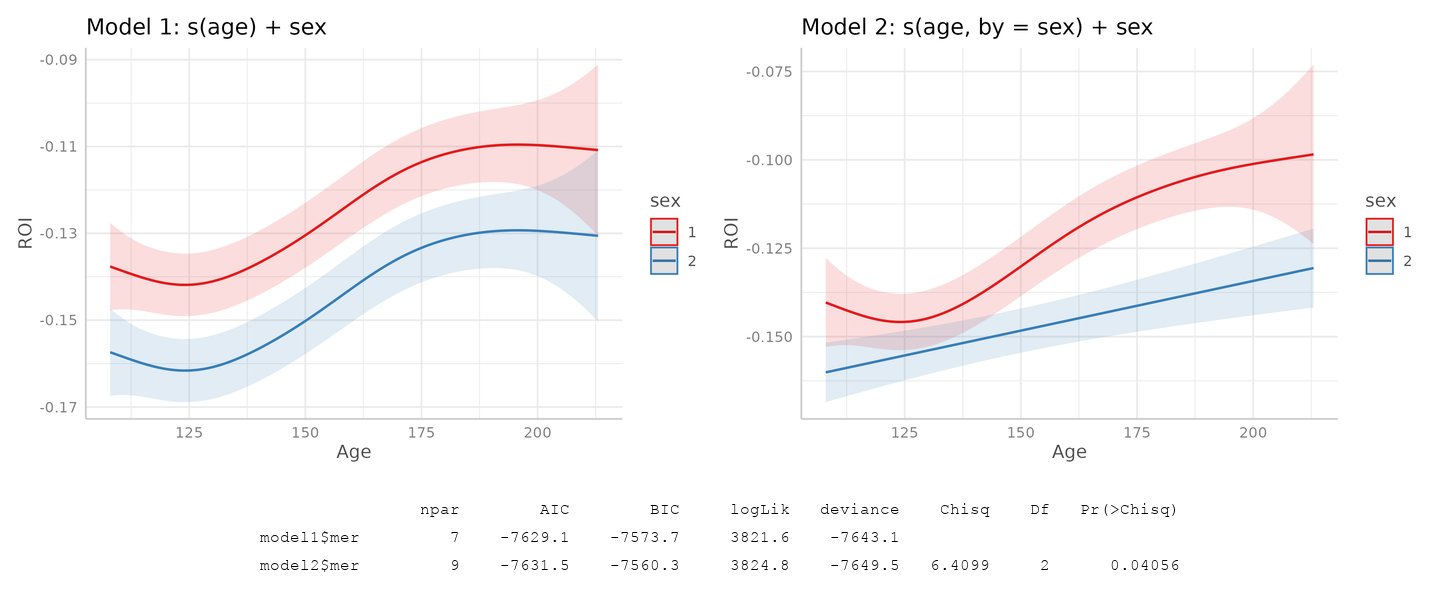 Model 1: s(age) + sex
-0.09
-0.11
-0.13
-0.15
-0.17
ROI
125 150 175 200
Age
sex
1
2
Model 2: s(age, by = sex) + sex
-0.075
-0.100
-0.125
-0.150
ROI
125 150 175 200
Age
sex
1
2
npar AIC BIC logLik deviance Chisq Df Pr(>Chisq)
model1$mer 7 -7629.1 -7573.7 3821.6 -7643.1
model2$mer 9 -7631.5 -7560.3 3824.8 -7649.5 6.4099 2 0.04056